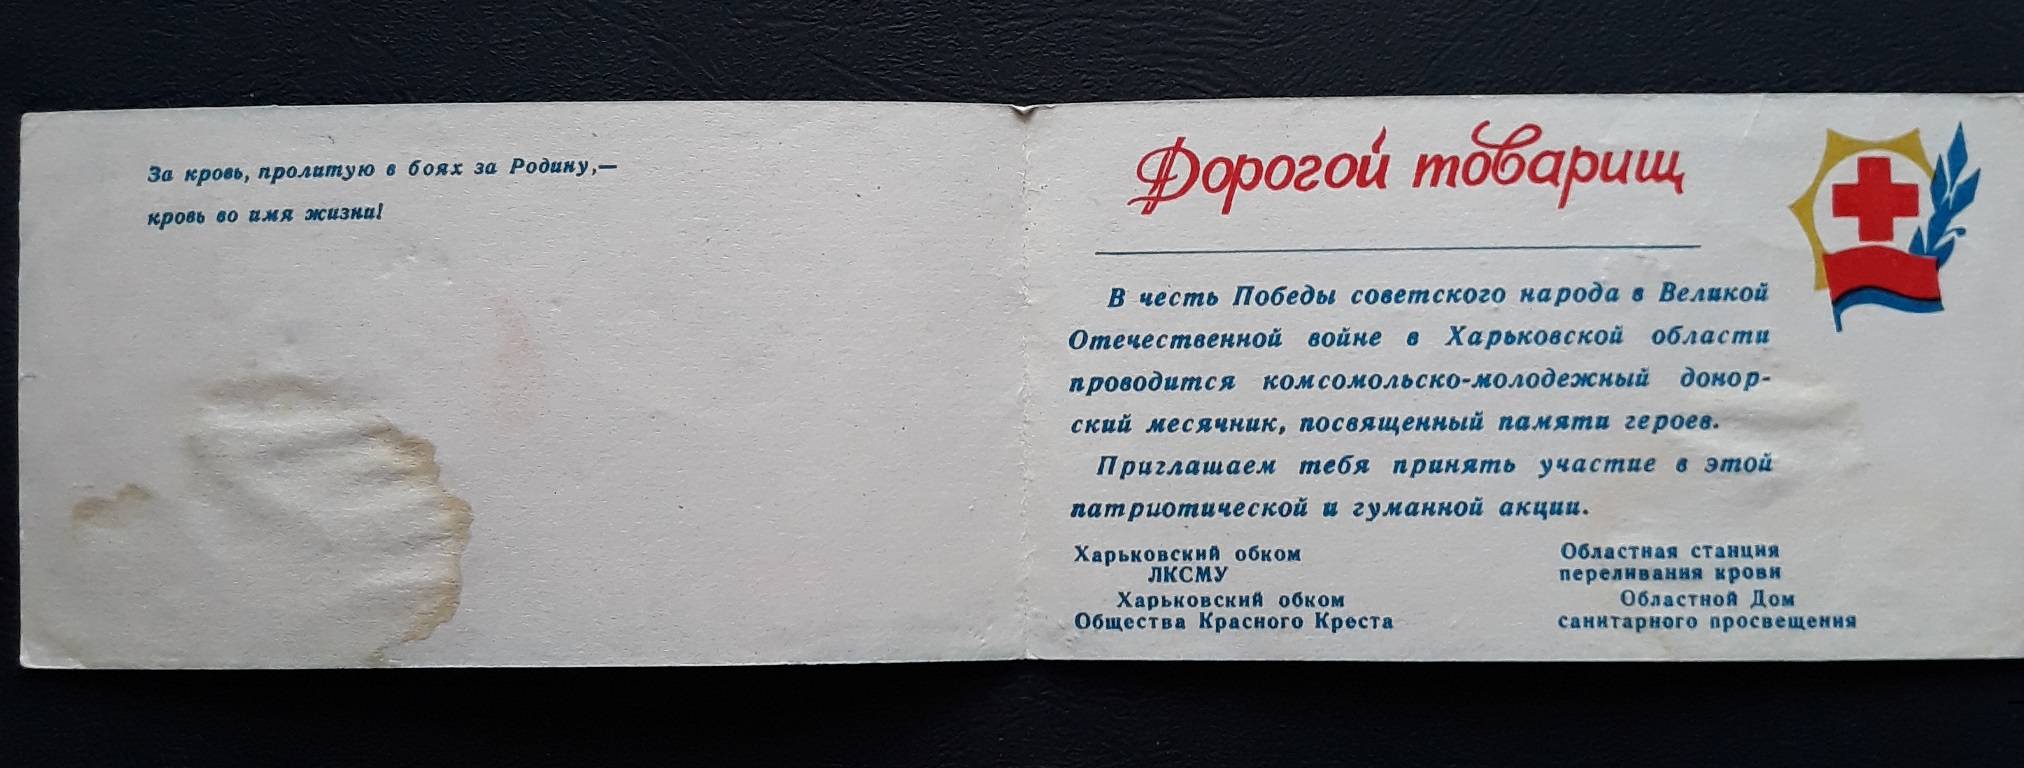 За кровь, пролитую в боях за Родину,—
кровь во имя жизни!
Дорогой товарищ
В честь Победы советского народа в Великой
Отечественной войне в Харьковской области
проводится комсомольско-молодежный донор-
ский месячник, посвященный памяти героев.
Приглашаем тебя принять участие в этой
патриотической и гуманной акции.
Харьковский обком
ЛКСМУ
Харьковский обком
Общества Красного Креста
Областная станция
переливания крови
Областной Дом
санитарного просвещения